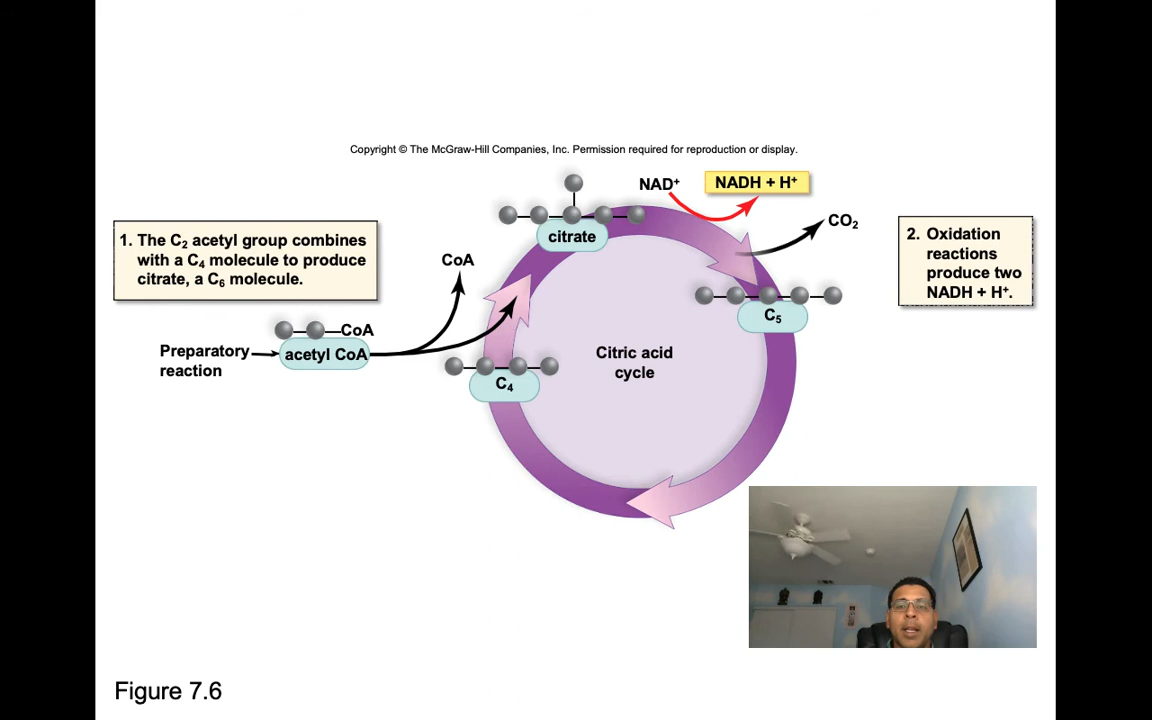 Copyright © The McGraw-Hill Companies, Inc. Permission required for reproduction or display.
NAD⁺
NADH + H⁺
CO₂
citrate
1. The C₂ acetyl group combines
with a C₄ molecule to produce
citrate, a C₆ molecule.
2. Oxidation
reactions
produce two
NADH + H⁺.
CoA
C₅
CoA
Preparatory
reaction
acetyl CoA
Citric acid
cycle
C₄
Figure 7.6